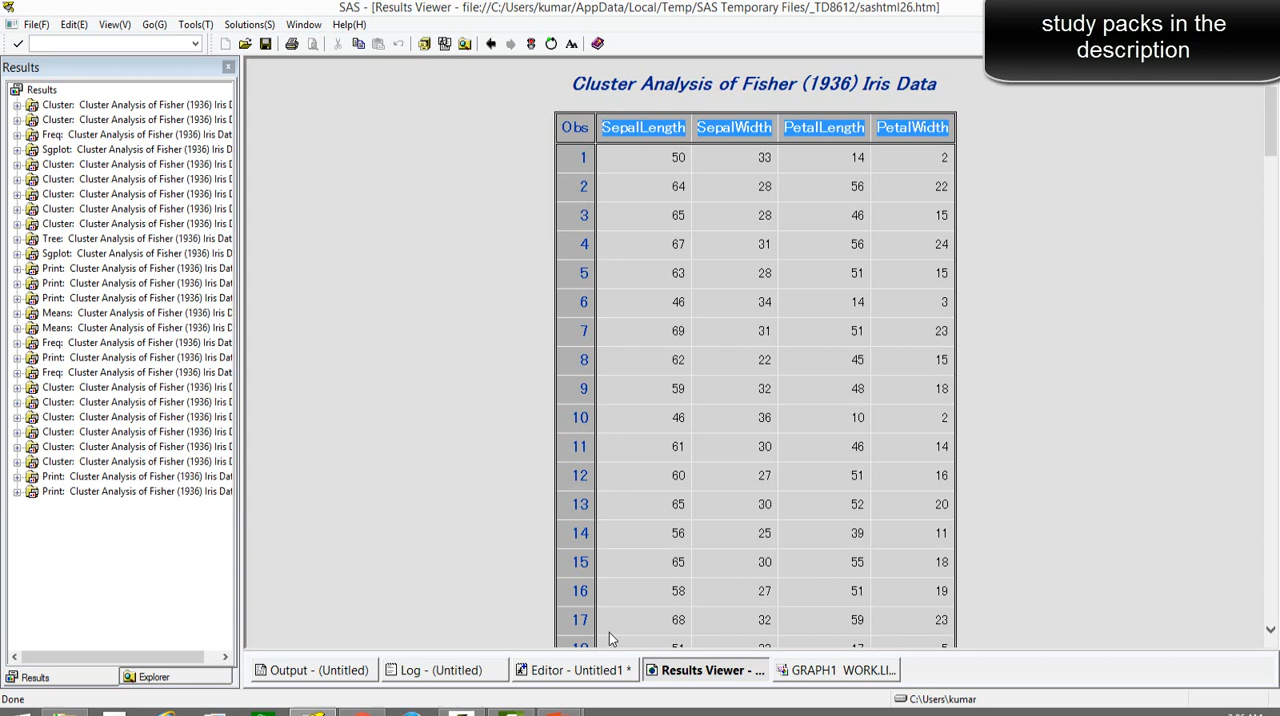 SAS - [Results Viewer - file://C:/Users/kumar/AppData/Local/Temp/SAS Temporary Files/_TD8612/sashtml26.htm]
study packs in the
description
File(F) Edit(E) View(V) Go(G) Tools(T) Solutions(S) Window Help(H)
Results
Results
Cluster: Cluster Analysis of Fisher (1936) Iris D
Cluster: Cluster Analysis of Fisher (1936) Iris D
Freq: Cluster Analysis of Fisher (1936) Iris Dat
Sgplot: Cluster Analysis of Fisher (1936) Iris Da
Cluster: Cluster Analysis of Fisher (1936) Iris D
Cluster: Cluster Analysis of Fisher (1936) Iris D
Cluster: Cluster Analysis of Fisher (1936) Iris D
Cluster: Cluster Analysis of Fisher (1936) Iris D
Cluster: Cluster Analysis of Fisher (1936) Iris D
Tree: Cluster Analysis of Fisher (1936) Iris Dat
Sgplot: Cluster Analysis of Fisher (1936) Iris Da
Print: Cluster Analysis of Fisher (1936) Iris Dat
Print: Cluster Analysis of Fisher (1936) Iris Dat
Print: Cluster Analysis of Fisher (1936) Iris Dat
Means: Cluster Analysis of Fisher (1936) Iris Da
Means: Cluster Analysis of Fisher (1936) Iris Da
Freq: Cluster Analysis of Fisher (1936) Iris Dat
Print: Cluster Analysis of Fisher (1936) Iris Dat
Freq: Cluster Analysis of Fisher (1936) Iris Dat
Cluster: Cluster Analysis of Fisher (1936) Iris D
Cluster: Cluster Analysis of Fisher (1936) Iris D
Cluster: Cluster Analysis of Fisher (1936) Iris D
Cluster: Cluster Analysis of Fisher (1936) Iris D
Cluster: Cluster Analysis of Fisher (1936) Iris D
Cluster: Cluster Analysis of Fisher (1936) Iris D
Print: Cluster Analysis of Fisher (1936) Iris Dat
Print: Cluster Analysis of Fisher (1936) Iris Dat
Results Explorer
Cluster Analysis of Fisher (1936) Iris Data
Obs SepalLength SepalWidth PetalLength PetalWidth
1 50 33 14 2
2 64 28 56 22
3 65 28 46 15
4 67 31 56 24
5 63 28 51 15
6 46 34 14 3
7 69 31 51 23
8 62 22 45 15
9 59 32 48 18
10 46 36 10 2
11 61 30 46 14
12 60 27 51 16
13 65 30 52 20
14 56 25 39 11
15 65 30 55 18
16 58 27 51 19
17 68 32 59 23
Output - (Untitled) Log - (Untitled) Editor - Untitled1 * Results Viewer - ... GRAPH1 WORK.LI...
Done C:\Users\kumar